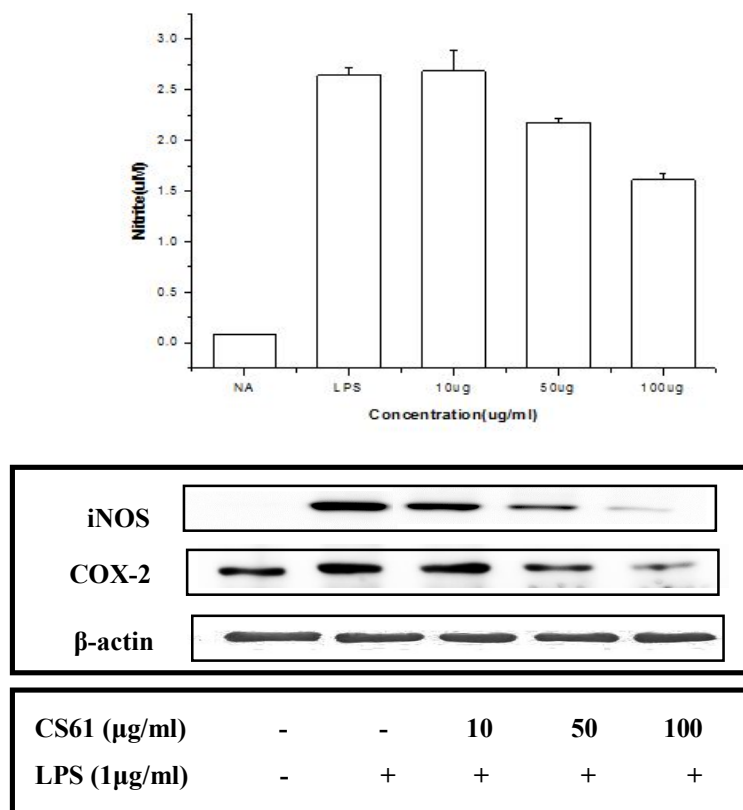 3.0
2.5
2.0
1.5
1.0
0.5
0.0
Nitrite(uM)
NA LPS 10ug 50ug 100ug
Concentration(ug/ml)
iNOS
COX-2
β-actin
CS61 (μg/ml) - - 10 50 100
LPS (1μg/ml) - + + + +